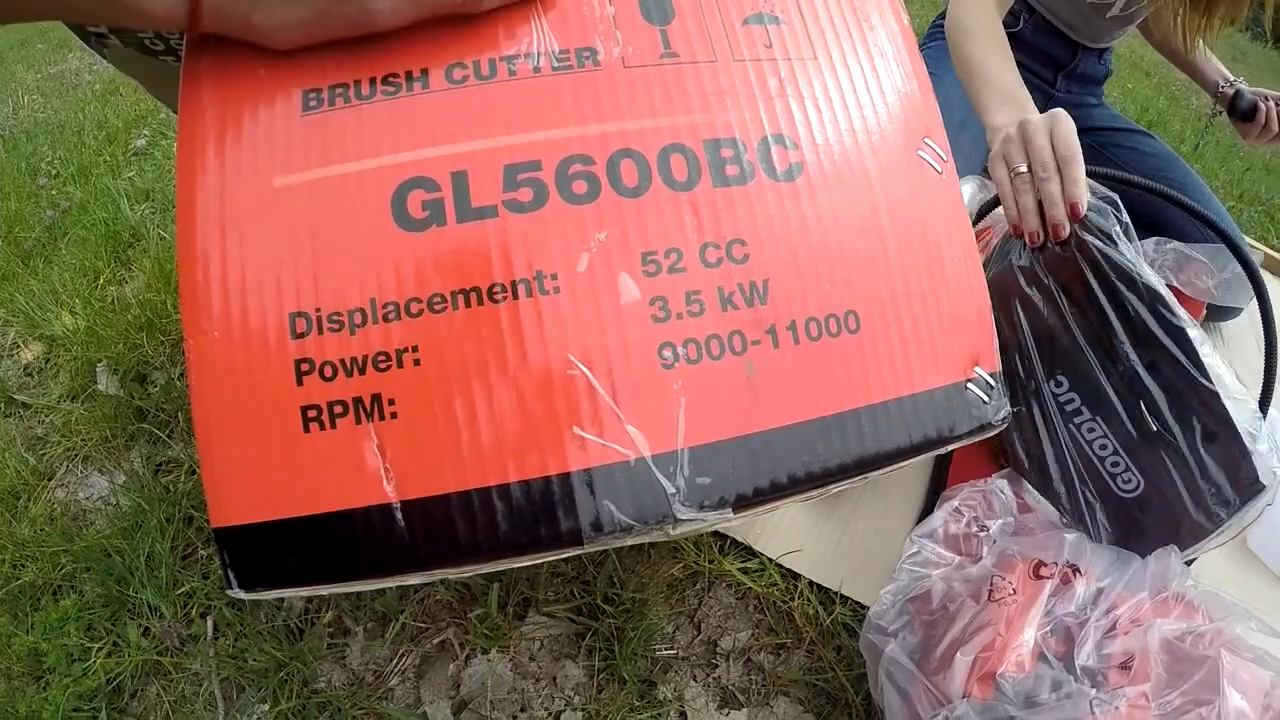 BRUSH CUTTER
GL5600BC
Displacement: 52 CC
Power: 3.5 kW
RPM: 9000-11000
GOODLUC